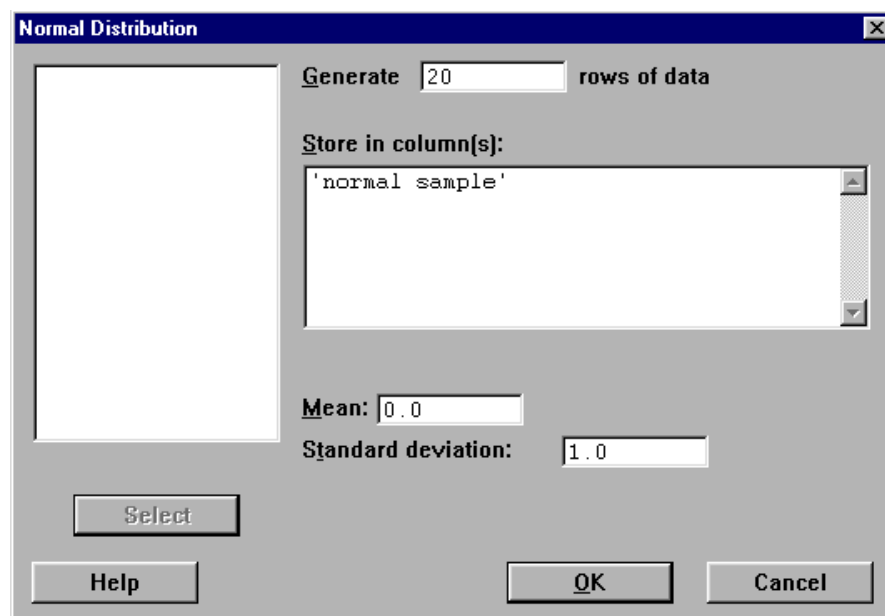 Normal Distribution
Generate 20 rows of data
Store in column(s):
'normal sample'
Mean: 0.0
Standard deviation: 1.0
Select
Help OK Cancel